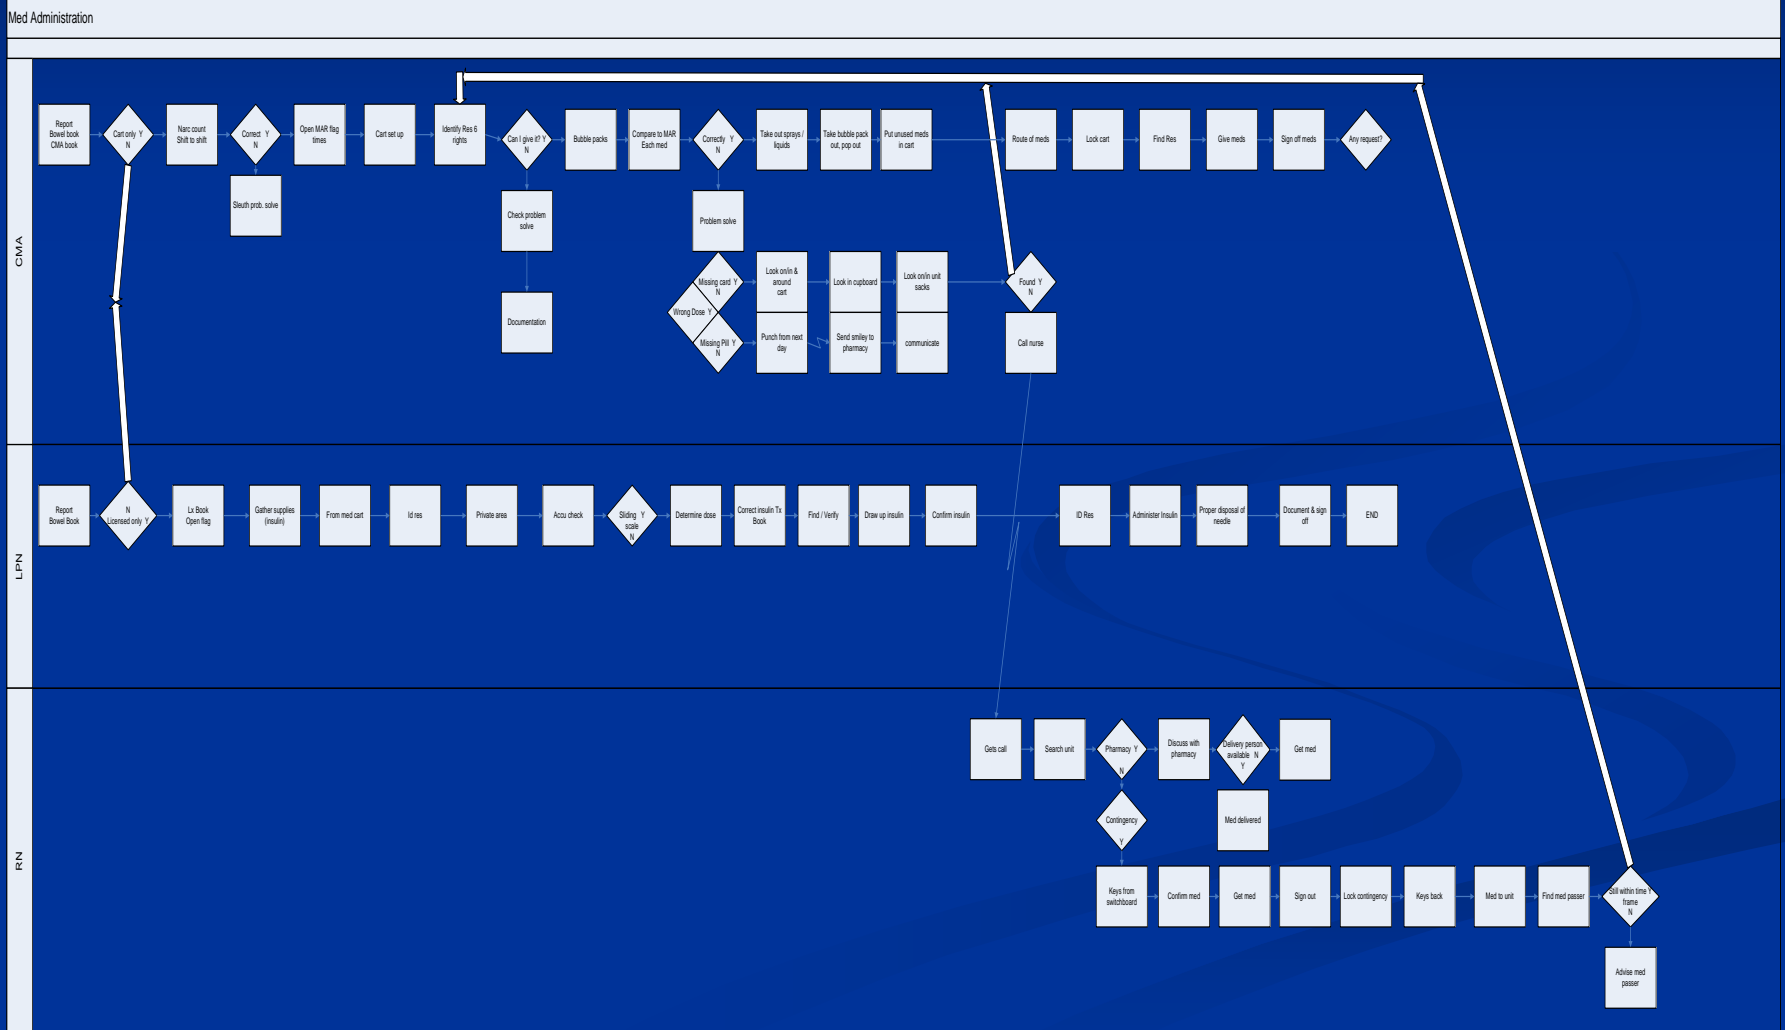 Med Administration
CMA
Report
Bowel book
CMA book
Cart only Y
N
Narc count
Shift to shift
Correct Y
N
Open MAR flag
times
Cart set up
Identify Res 6
rights
Can I give it? Y
N
Bubble packs
Compare to MAR
Each med
Correctly Y
N
Take out sprays /
liquids
Take bubble pack
out, pop out
Put unused meds
in cart
Route of meds
Lock cart
Find Res
Give meds
Sign off meds
Any request?
Sleuth prob. solve
Check problem
solve
Problem solve
Documentation
Missing card Y
N
Look on/in &
around
cart
Look in cupboard
Look on/in unit
sacks
Found Y
N
Wrong Dose Y
Missing Pill Y
N
Punch from next
day
Send smiley to
pharmacy
communicate
Call nurse
LPN
Report
Bowel Book
N
Licensed only Y
Lx Book
Open flag
Gather supplies
(insulin)
From med cart
Id res
Private area
Accu check
Sliding Y
scale
N
Determine dose
Correct insulin Tx
Book
Find / Verify
Draw up insulin
Confirm insulin
ID Res
Administer Insulin
Proper disposal of
needle
Document & sign
off
END
RN
Gets call
Search unit
Pharmacy Y
N
Discuss with
pharmacy
Delivery person
available N
Y
Get med
Contingency
Y
Med delivered
Keys from
switchboard
Confirm med
Get med
Sign out
Lock contingency
Keys back
Med to unit
Find med passer
Still within time Y
frame
N
Advise med
passer